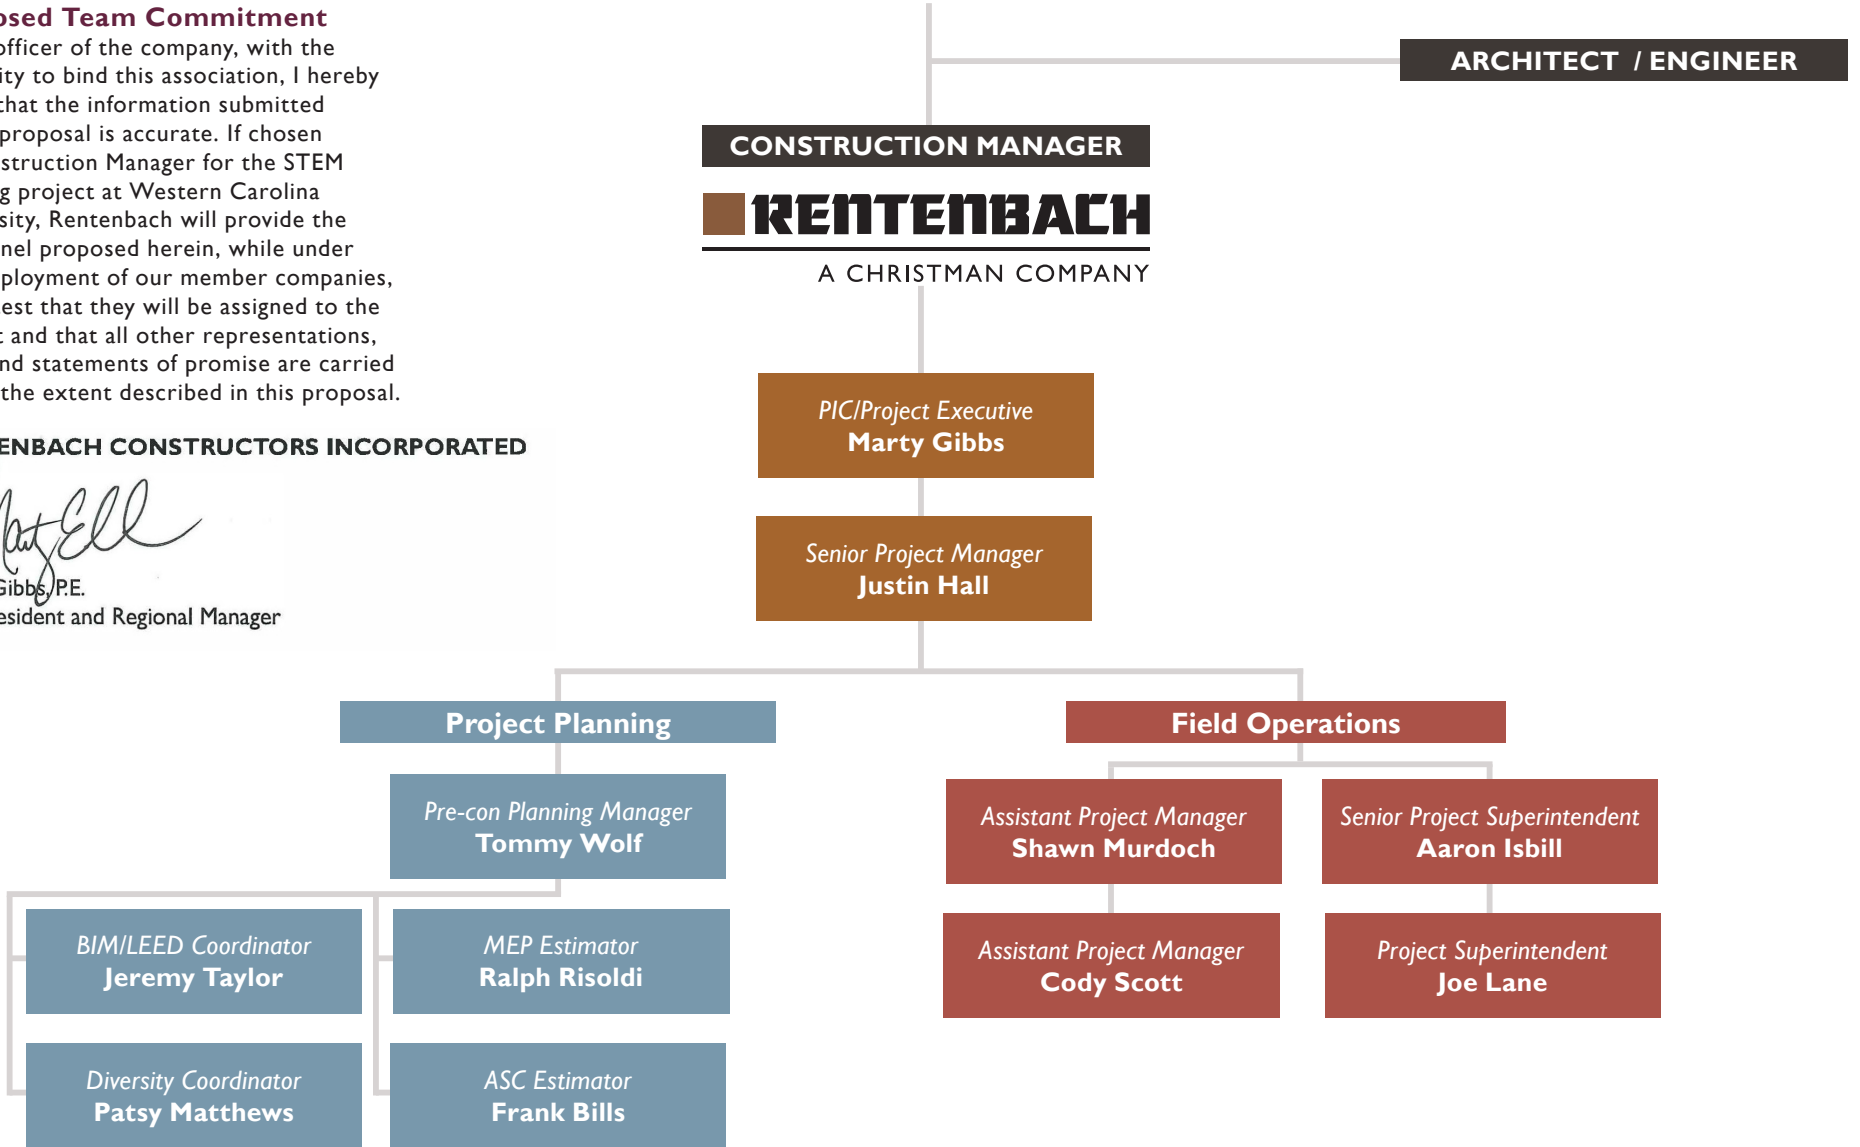 osed Team Commitment
officer of the company, with the
ity to bind this association, I hereby
that the information submitted
proposal is accurate. If chosen
nstruction Manager for the STEM
g project at Western Carolina
sity, Rentenbach will provide the
nel proposed herein, while under
ployment of our member companies,
test that they will be assigned to the
t and that all other representations,
nd statements of promise are carried
the extent described in this proposal.
ENBACH CONSTRUCTORS INCORPORATED
Gibbs, P.E.
esident and Regional Manager
ARCHITECT / ENGINEER
CONSTRUCTION MANAGER
RENTENBACH
A CHRISTMAN COMPANY
PIC/Project Executive
Marty Gibbs
Senior Project Manager
Justin Hall
Project Planning
Pre-con Planning Manager
Tommy Wolf
BIM/LEED Coordinator
Jeremy Taylor
MEP Estimator
Ralph Risoldi
Diversity Coordinator
Patsy Matthews
ASC Estimator
Frank Bills
Field Operations
Assistant Project Manager
Shawn Murdoch
Senior Project Superintendent
Aaron Isbill
Assistant Project Manager
Cody Scott
Project Superintendent
Joe Lane